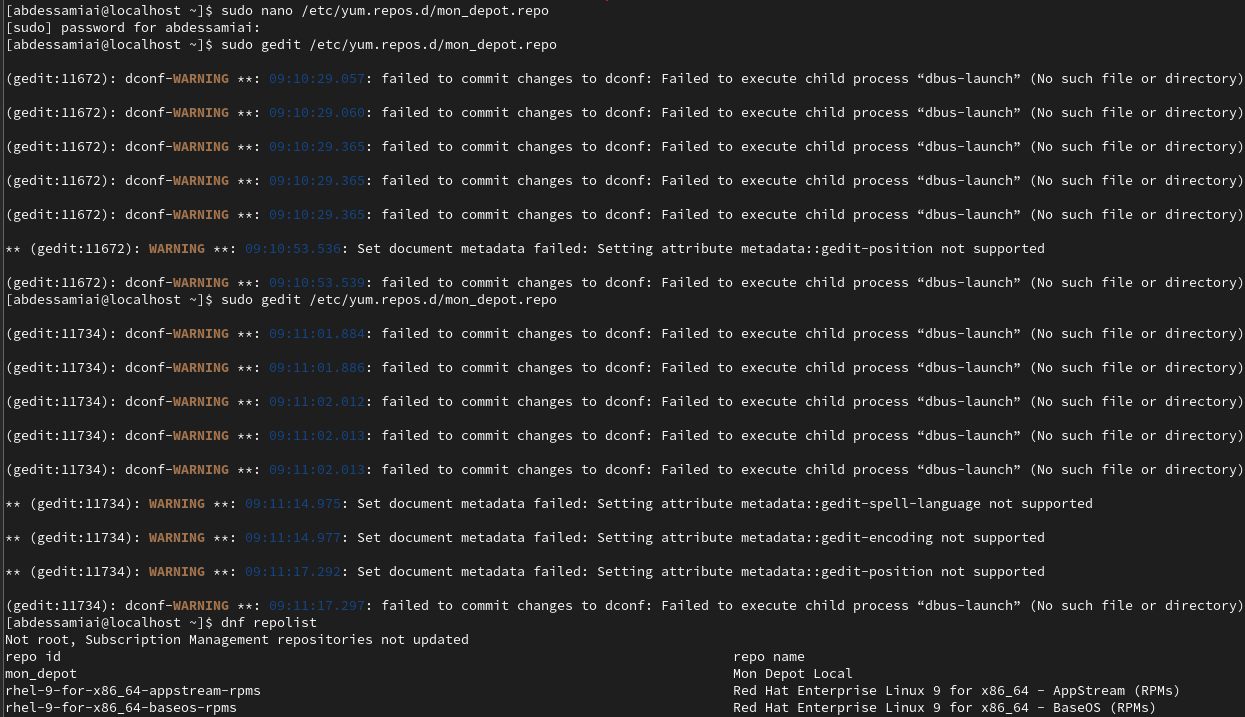 [abdessamiai@localhost ~]$ sudo nano /etc/yum.repos.d/mon_depot.repo
[sudo] password for abdessamiai:
[abdessamiai@localhost ~]$ sudo gedit /etc/yum.repos.d/mon_depot.repo
(gedit:11672): dconf-WARNING **: 09:10:29.057: failed to commit changes to dconf: Failed to execute child process “dbus-launch” (No such file or directory)
(gedit:11672): dconf-WARNING **: 09:10:29.060: failed to commit changes to dconf: Failed to execute child process “dbus-launch” (No such file or directory)
(gedit:11672): dconf-WARNING **: 09:10:29.365: failed to commit changes to dconf: Failed to execute child process “dbus-launch” (No such file or directory)
(gedit:11672): dconf-WARNING **: 09:10:29.365: failed to commit changes to dconf: Failed to execute child process “dbus-launch” (No such file or directory)
(gedit:11672): dconf-WARNING **: 09:10:29.365: failed to commit changes to dconf: Failed to execute child process “dbus-launch” (No such file or directory)
** (gedit:11672): WARNING **: 09:10:53.536: Set document metadata failed: Setting attribute metadata::gedit-position not supported
(gedit:11672): dconf-WARNING **: 09:10:53.539: failed to commit changes to dconf: Failed to execute child process “dbus-launch” (No such file or directory)
[abdessamiai@localhost ~]$ sudo gedit /etc/yum.repos.d/mon_depot.repo
(gedit:11734): dconf-WARNING **: 09:11:01.884: failed to commit changes to dconf: Failed to execute child process “dbus-launch” (No such file or directory)
(gedit:11734): dconf-WARNING **: 09:11:01.886: failed to commit changes to dconf: Failed to execute child process “dbus-launch” (No such file or directory)
(gedit:11734): dconf-WARNING **: 09:11:02.012: failed to commit changes to dconf: Failed to execute child process “dbus-launch” (No such file or directory)
(gedit:11734): dconf-WARNING **: 09:11:02.013: failed to commit changes to dconf: Failed to execute child process “dbus-launch” (No such file or directory)
(gedit:11734): dconf-WARNING **: 09:11:02.013: failed to commit changes to dconf: Failed to execute child process “dbus-launch” (No such file or directory)
** (gedit:11734): WARNING **: 09:11:14.975: Set document metadata failed: Setting attribute metadata::gedit-spell-language not supported
** (gedit:11734): WARNING **: 09:11:14.977: Set document metadata failed: Setting attribute metadata::gedit-encoding not supported
** (gedit:11734): WARNING **: 09:11:17.292: Set document metadata failed: Setting attribute metadata::gedit-position not supported
(gedit:11734): dconf-WARNING **: 09:11:17.297: failed to commit changes to dconf: Failed to execute child process “dbus-launch” (No such file or directory)
[abdessamiai@localhost ~]$ dnf repolist
Not root, Subscription Management repositories not updated
repo id repo name
mon_depot Mon Depot Local
rhel-9-for-x86_64-appstream-rpms Red Hat Enterprise Linux 9 for x86_64 - AppStream (RPMs)
rhel-9-for-x86_64-baseos-rpms Red Hat Enterprise Linux 9 for x86_64 - BaseOS (RPMs)